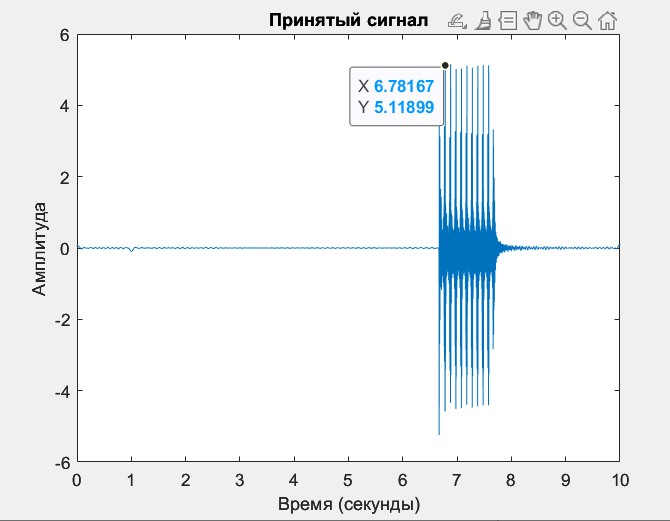 Принятый сигнал
6
4
2
0
-2
-4
-6
X 6.78167
Y 5.11899
Амплитуда
0 1 2 3 4 5 6 7 8 9 10
Время (секунды)